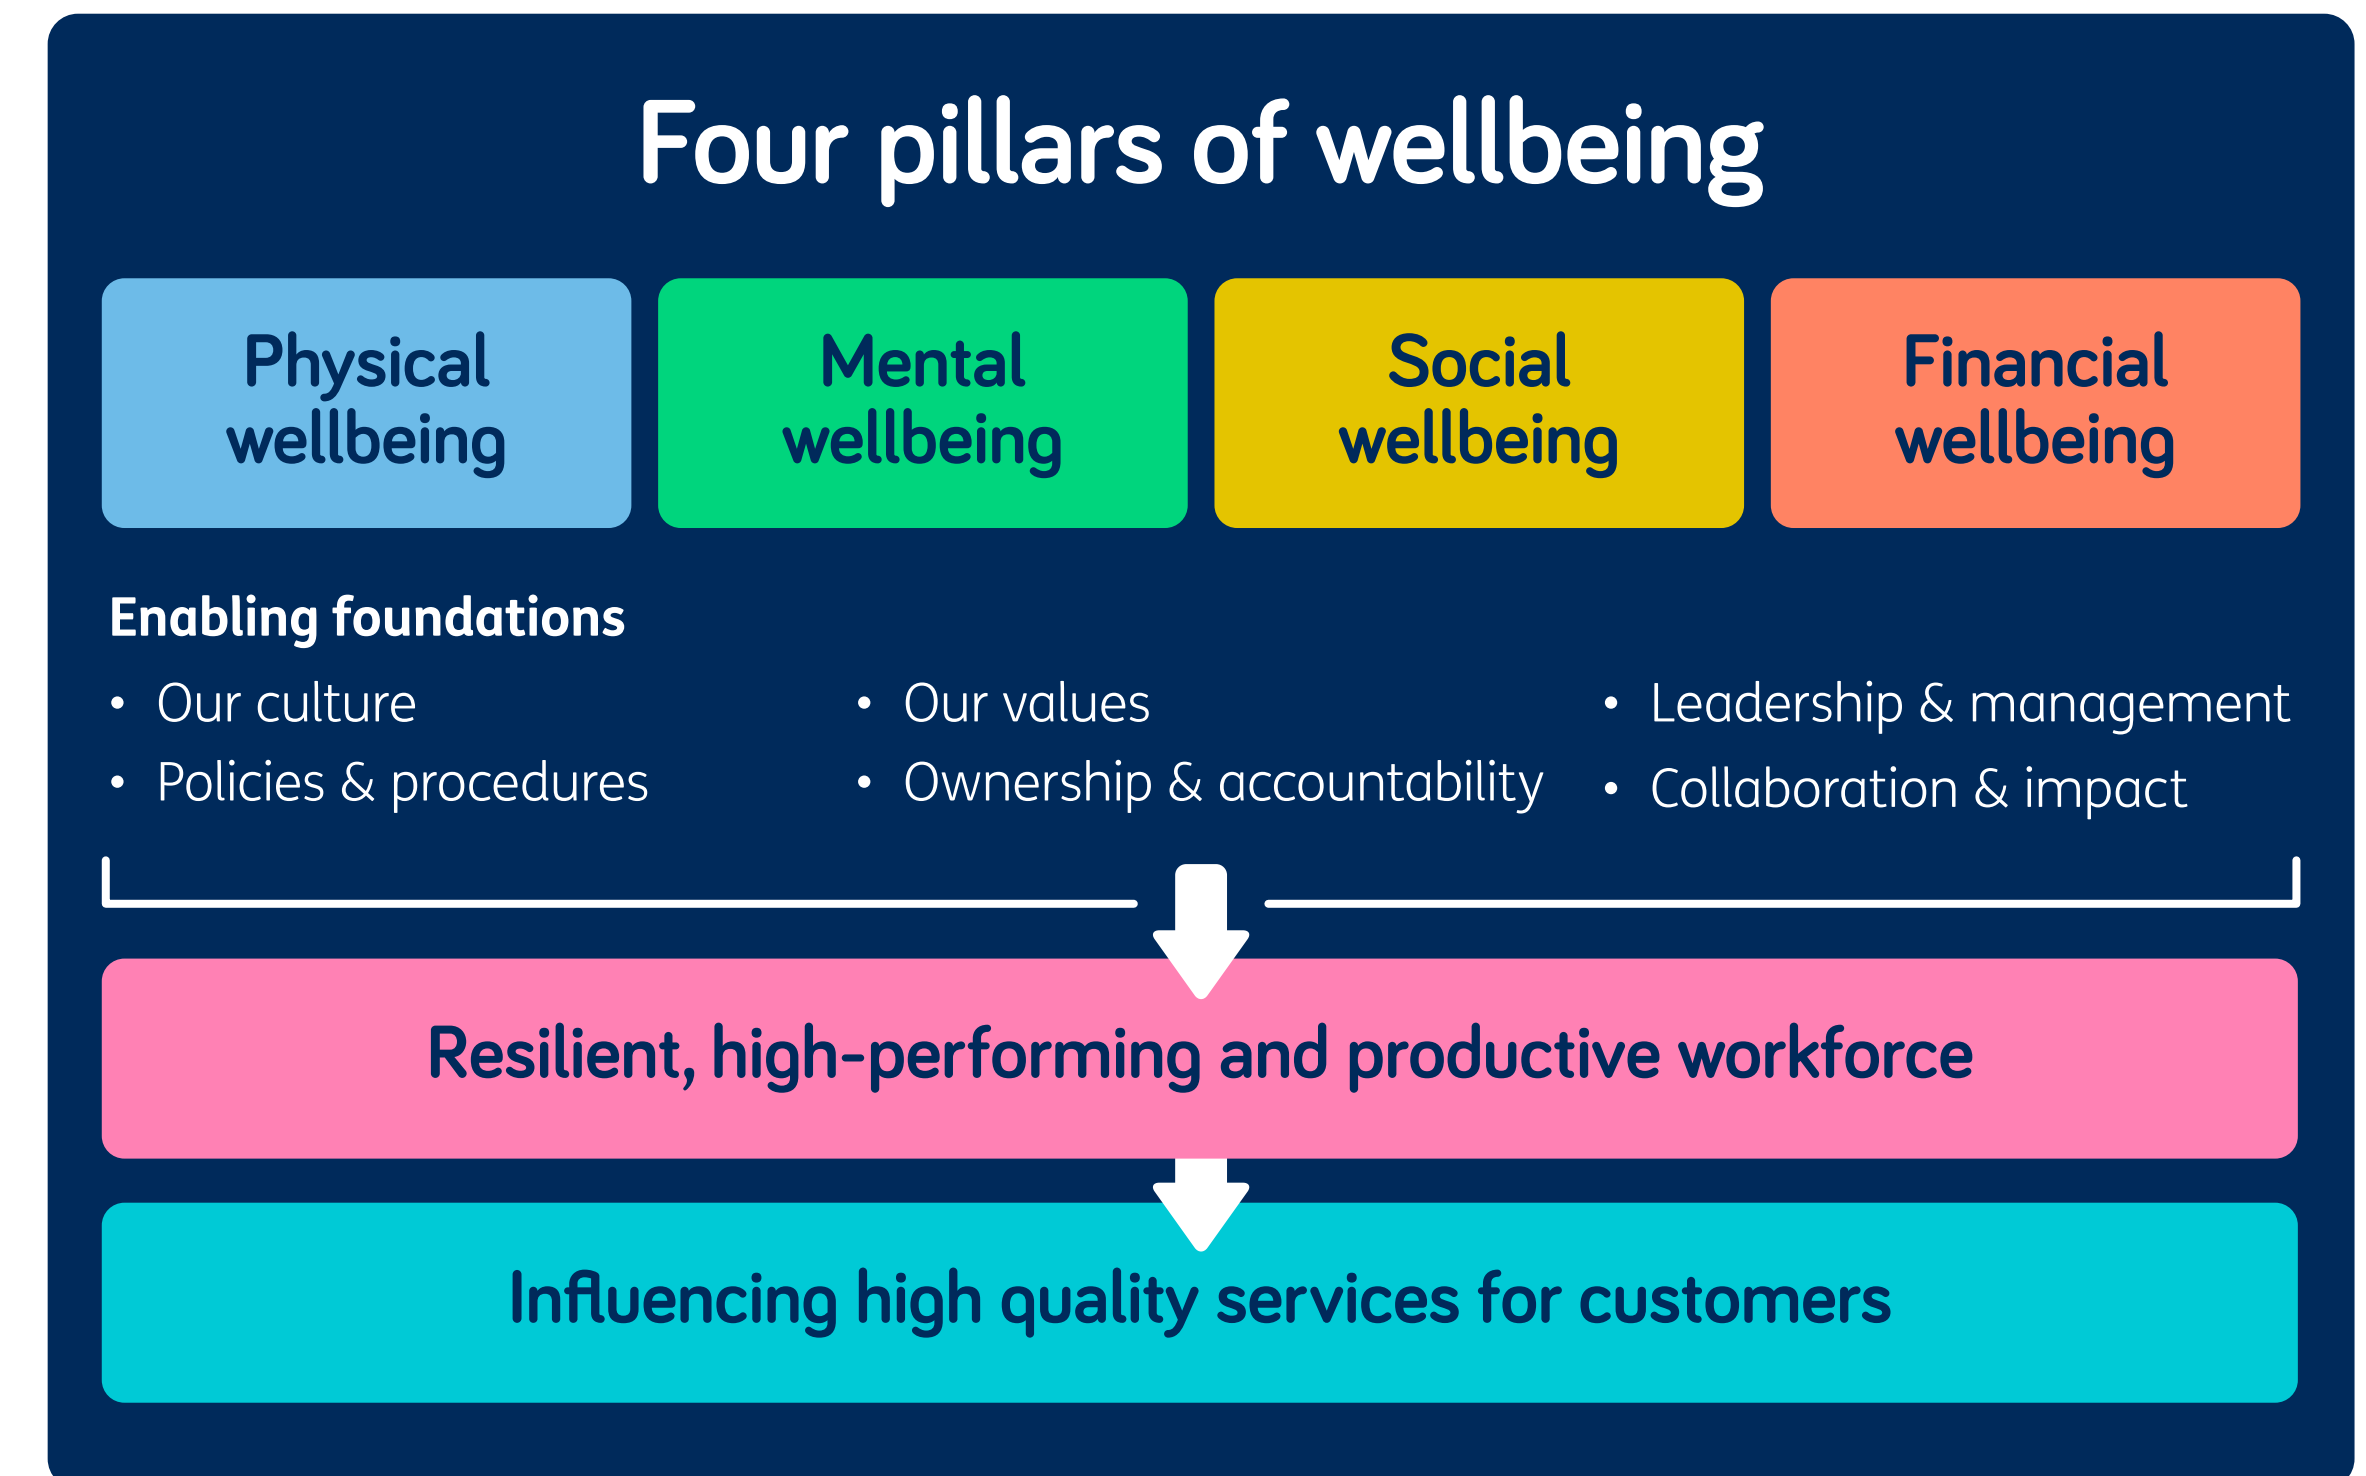 Four pillars of wellbeing
Physical
wellbeing
Mental
wellbeing
Social
wellbeing
Financial
wellbeing
Enabling foundations
• Our culture
• Policies & procedures
• Our values
• Ownership & accountability
• Leadership & management
• Collaboration & impact
Resilient, high-performing and productive workforce
Influencing high quality services for customers